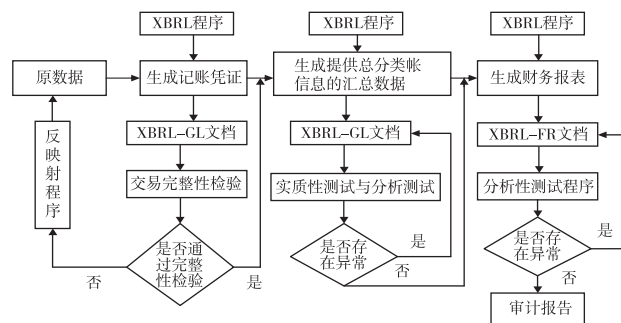 XBRL程序
XBRL程序
XBRL程序
原数据
生成记账凭证
生成提供总分类帐
信息的汇总数据
生成财务报表
反
映
射
程
序
XBRL-GL文档
XBRL-GL文档
XBRL-FR文档
交易完整性检验
实质性测试与分析测试
分析性测试程序
是否通
过完整
性检验
否
是
是否存
在异常
是
否
是否存
在异常
是
否
审计报告